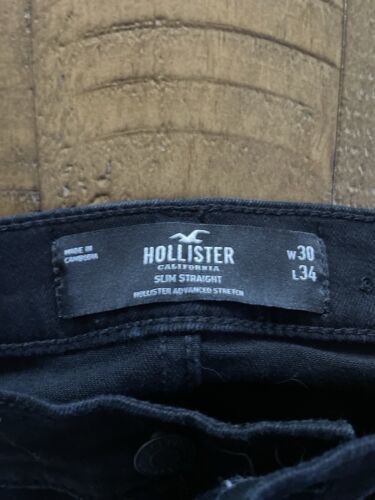 MADE IN
CAMBODIA
HOLLISTER
CALIFORNIA
SLIM STRAIGHT
HOLLISTER ADVANCED STRETCH
W30
L34